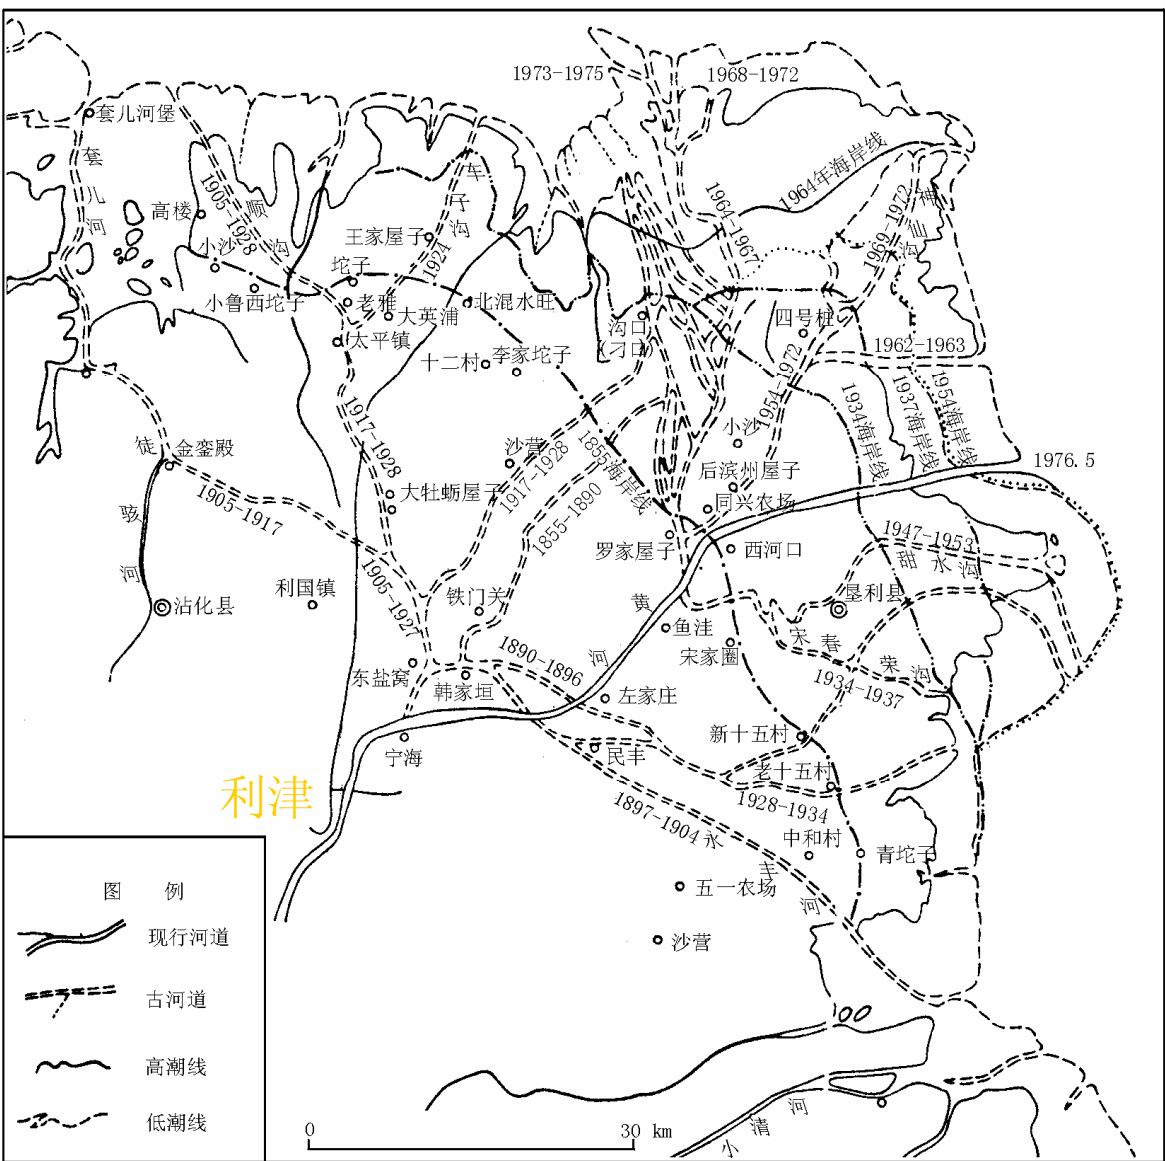 1973-1975
1968-1972
套儿河堡
套儿河
1905-1928
顺沟
高楼
小沙
小鲁西坨子
王家屋子
车子沟
1924
坨子
老雅
大英浦
太平镇
北混水旺
十二村
李家坨子
沟口
(刁口)
1964-1967
1964年海岸线
1969-1972
神仙沟
四号桩
1962-1963
1954-1972
1934海岸线
1937海岸线
1954海岸线
1976.5
小沙
后滨州屋子
同兴农场
罗家屋子
西河口
1855海岸线
沙营
1917-1928
1855-1890
1917-1928
大牡蛎屋子
金銮殿
1905-1917
徒骇河
沾化县
利国镇
1905-1927
铁门关
东盐窝
韩家垣
1890-1896
黄河
鱼洼
宋家圈
1947-1953
甜水沟
垦利县
宋春荣沟
1934-1937
左家庄
宁海
民丰
新十五村
老十五村
1928-1934
1897-1904
永丰河
中和村
青坨子
五一农场
沙营
利津
图 例
现行河道
古河道
高潮线
低潮线
0 30 km
小清河